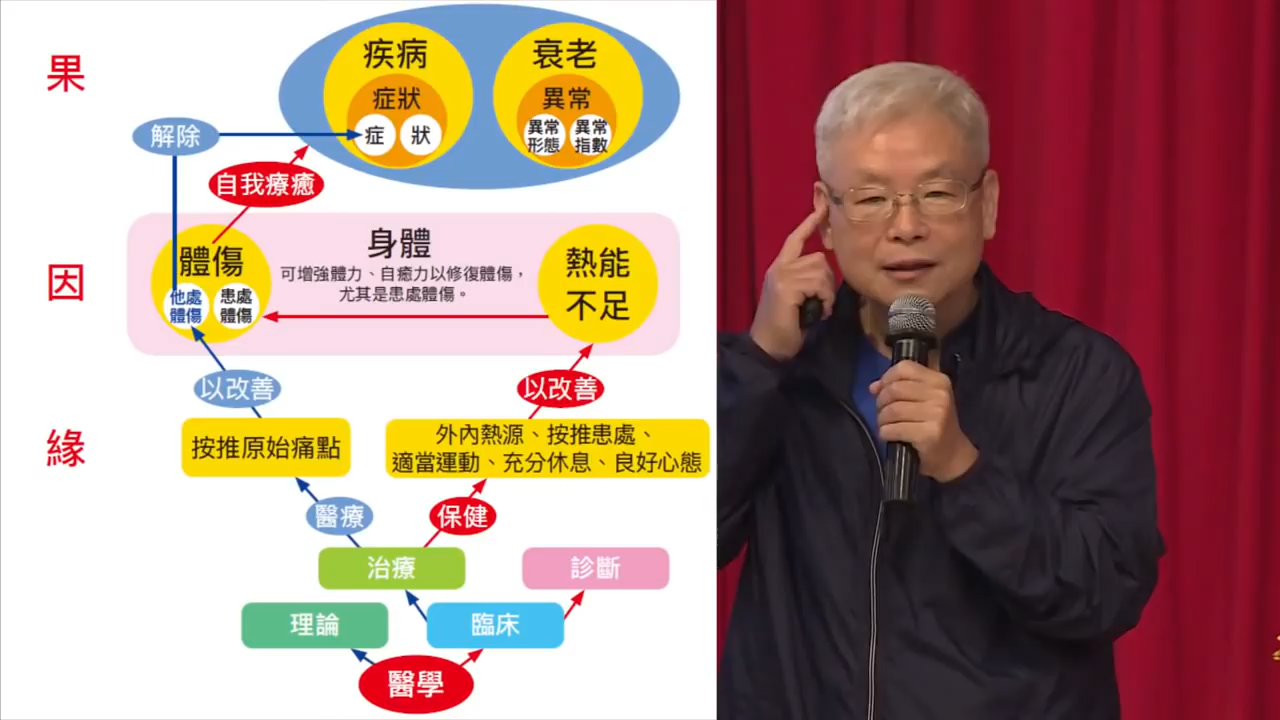 果
疾病
衰老
症狀
異常
症
狀
異常
形態
異常
指數
解除
自我療癒
因
體傷
身體
熱能
不足
可增強體力、自癒力以修復體傷，
尤其是患處體傷。
他處
體傷
患處
體傷
以改善
以改善
緣
按推原始痛點
外內熱源、按推患處、
適當運動、充分休息、良好心態
醫療
保健
治療
診斷
理論
臨床
醫學